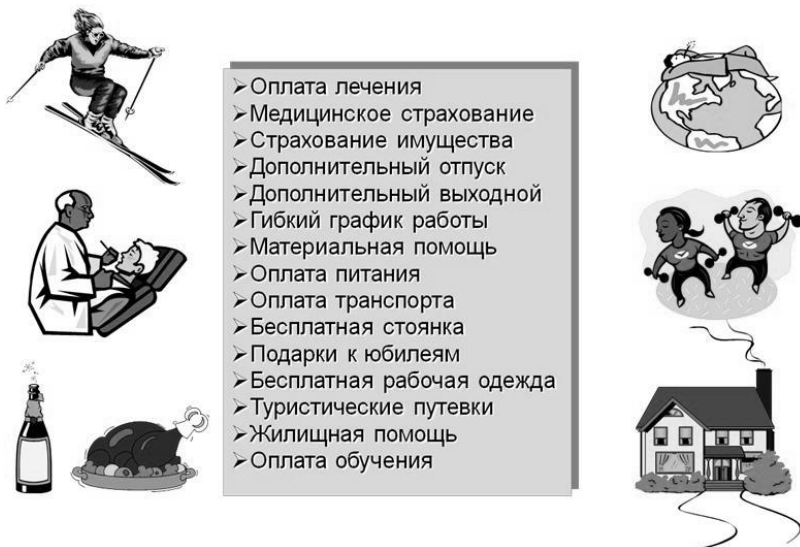 ➢Оплата лечения
➢Медицинское страхование
➢Страхование имущества
➢Дополнительный отпуск
➢Дополнительный выходной
➢Гибкий график работы
➢Материальная помощь
➢Оплата питания
➢Оплата транспорта
➢Бесплатная стоянка
➢Подарки к юбилеям
➢Бесплатная рабочая одежда
➢Туристические путевки
➢Жилищная помощь
➢Оплата обучения